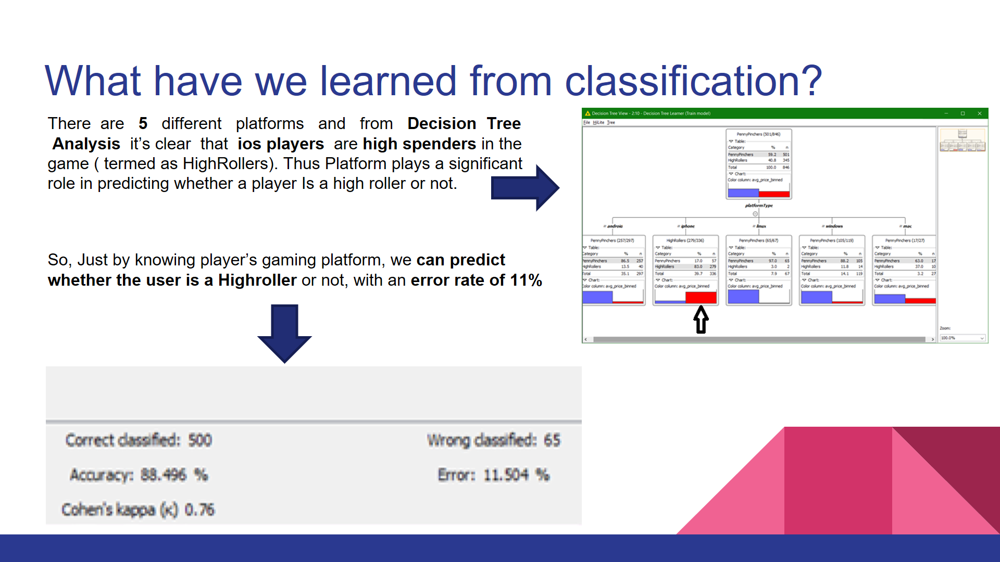 What have we learned from classification?
There are 5 different platforms and from Decision Tree
Analysis it’s clear that ios players are high spenders in the
game ( termed as HighRollers). Thus Platform plays a significant
role in predicting whether a player Is a high roller or not.
So, Just by knowing player’s gaming platform, we can predict
whether the user is a Highroller or not, with an error rate of 11%
Decision Tree View - 2:10 - Decision Tree Learner (Train model)
File HiLite Tree
PennyPinchers (501/846)
Table:
Category % n
PennyPinchers 59.2 501
HighRollers 40.8 345
Total 100.0 846
Chart:
Color column: avg_price_binned
platformType
= android
PennyPinchers (257/297)
Table:
Category % n
PennyPinchers 86.5 257
HighRollers 13.5 40
Total 35.1 297
Chart:
Color column: avg_price_binned
= iphone
HighRollers (279/336)
Table:
Category % n
PennyPinchers 17.0 57
HighRollers 83.0 279
Total 39.7 336
Chart:
Color column: avg_price_binned
= linux
PennyPinchers (65/67)
Table:
Category % n
PennyPinchers 97.0 65
HighRollers 3.0 2
Total 7.9 67
Chart:
Color column: avg_price_binned
= windows
PennyPinchers (105/119)
Table:
Category % n
PennyPinchers 88.2 105
HighRollers 11.8 14
Total 14.1 119
Chart:
Color column: avg_price_binned
= mac
PennyPinchers (17/27)
Table:
Category % n
PennyPinchers 63.0 17
HighRollers 37.0 10
Total 3.2 27
Chart:
Color column: avg_price_binned
Zoom:
100.0%
Correct classified: 500 Wrong classified: 65
Accuracy: 88.496 % Error: 11.504 %
Cohen's kappa (κ) 0.76